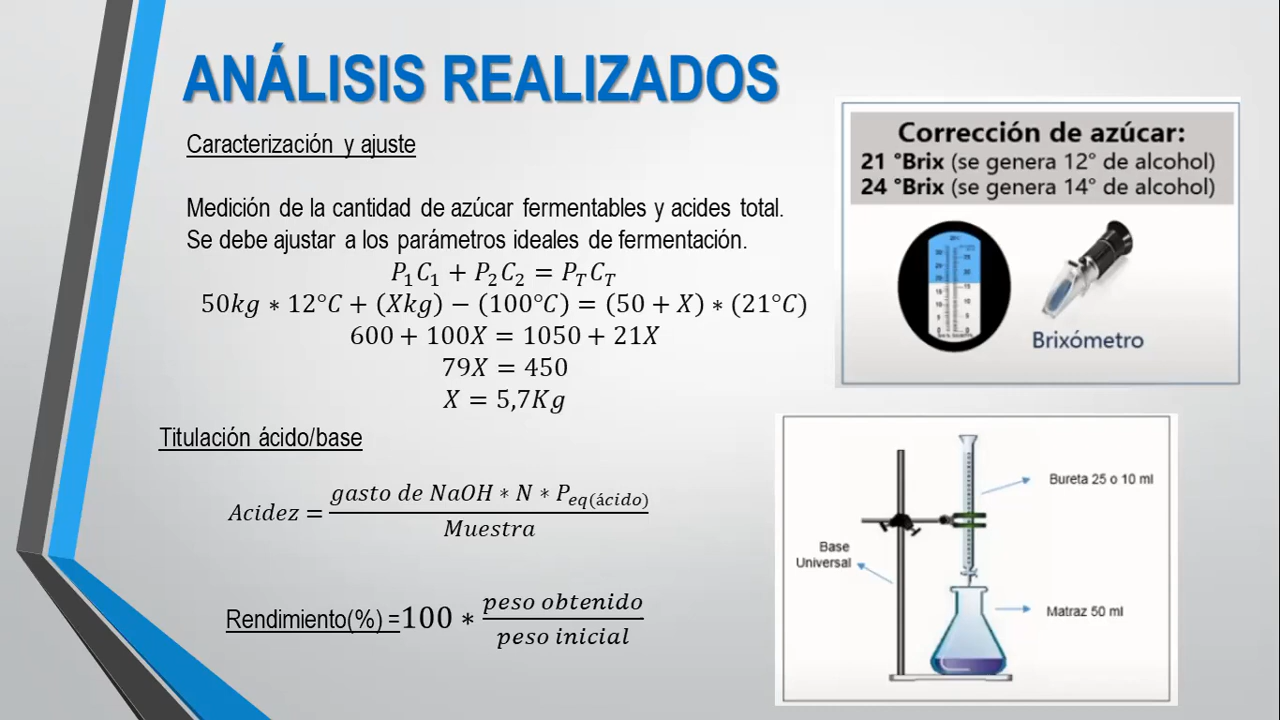 ANÁLISIS REALIZADOS
Caracterización y ajuste
Medición de la cantidad de azúcar fermentables y acides total.
Se debe ajustar a los parámetros ideales de fermentación.
P₁C₁ + P₂C₂ = P_TC_T
50kg * 12°C + (Xkg) − (100°C) = (50 + X) * (21°C)
600 + 100X = 1050 + 21X
79X = 450
X = 5,7Kg
Titulación ácido/base
Acidez = gasto de NaOH * N * P_eq(ácido) / Muestra
Rendimiento(%) =100 * peso obtenido / peso inicial
Corrección de azúcar:
21 °Brix (se genera 12° de alcohol)
24 °Brix (se genera 14° de alcohol)
Brixómetro
Bureta 25 o 10 ml
Base
Universal
Matraz 50 ml